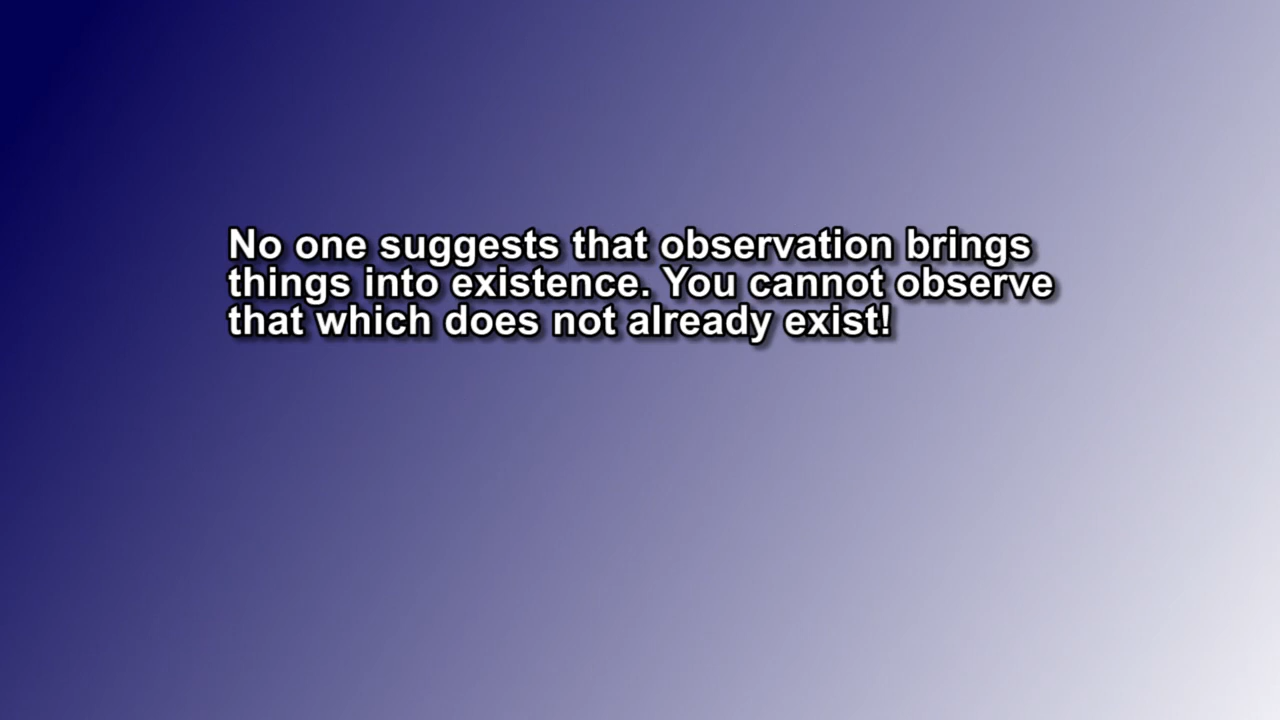 No one suggests that observation brings
things into existence. You cannot observe
that which does not already exist!